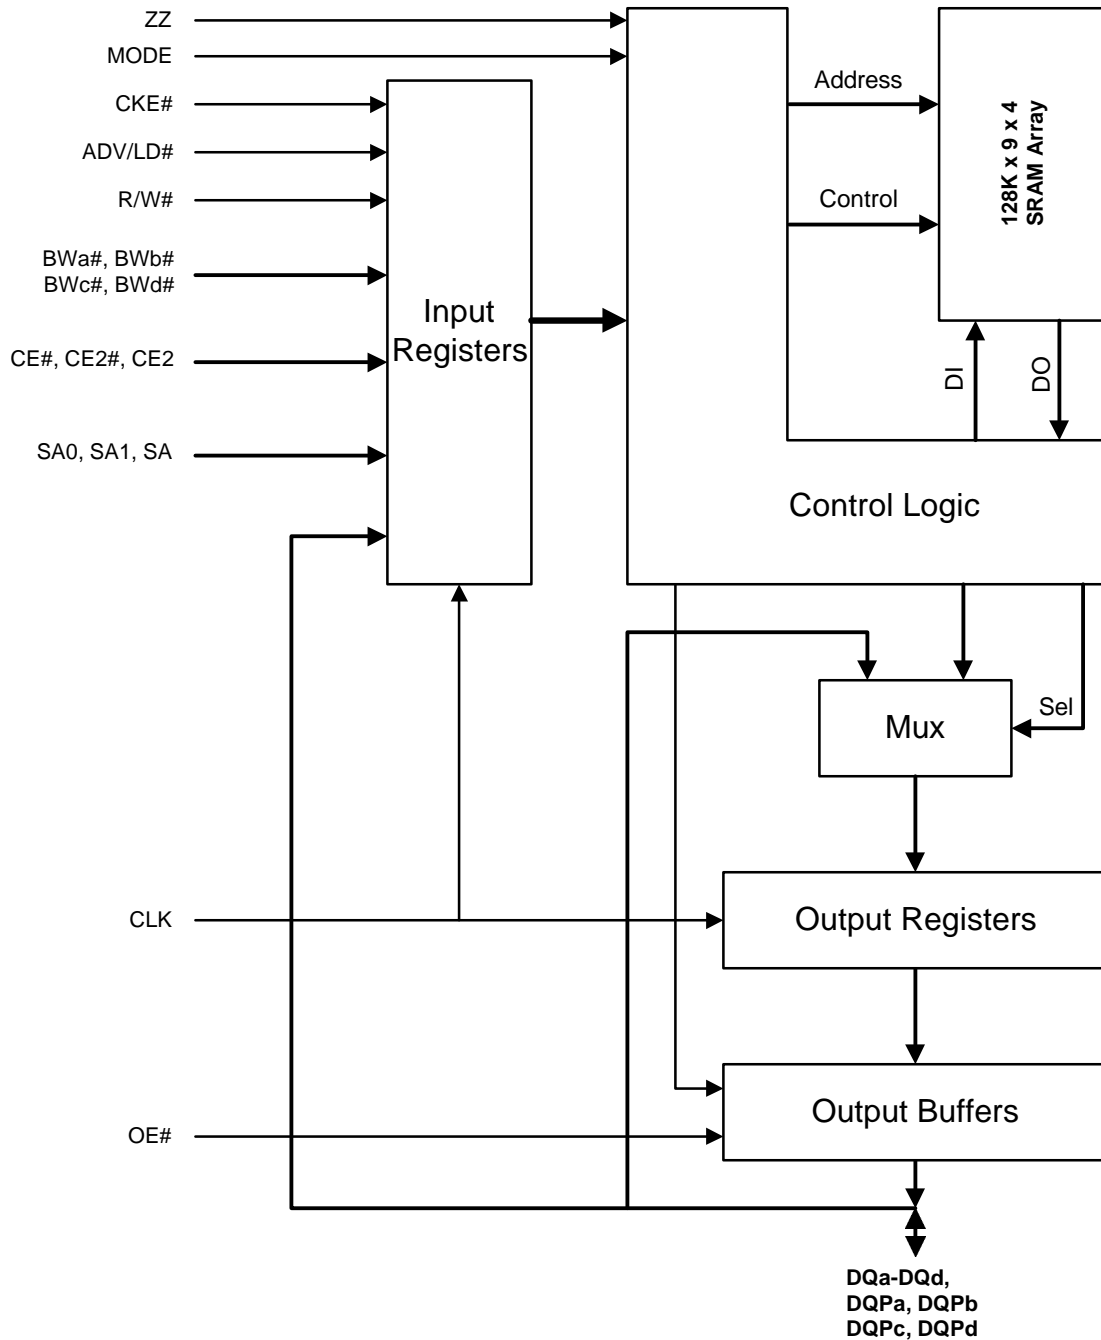 ZZ
MODE
CKE#
ADV/LD#
R/W#
BWa#, BWb#
BWc#, BWd#
CE#, CE2#, CE2
SA0, SA1, SA
Input
Registers
Address
Control
128K x 9 x 4
SRAM Array
DI
DO
Control Logic
Mux
Sel
CLK
Output Registers
OE#
Output Buffers
DQa-DQd,
DQPa, DQPb
DQPc, DQPd